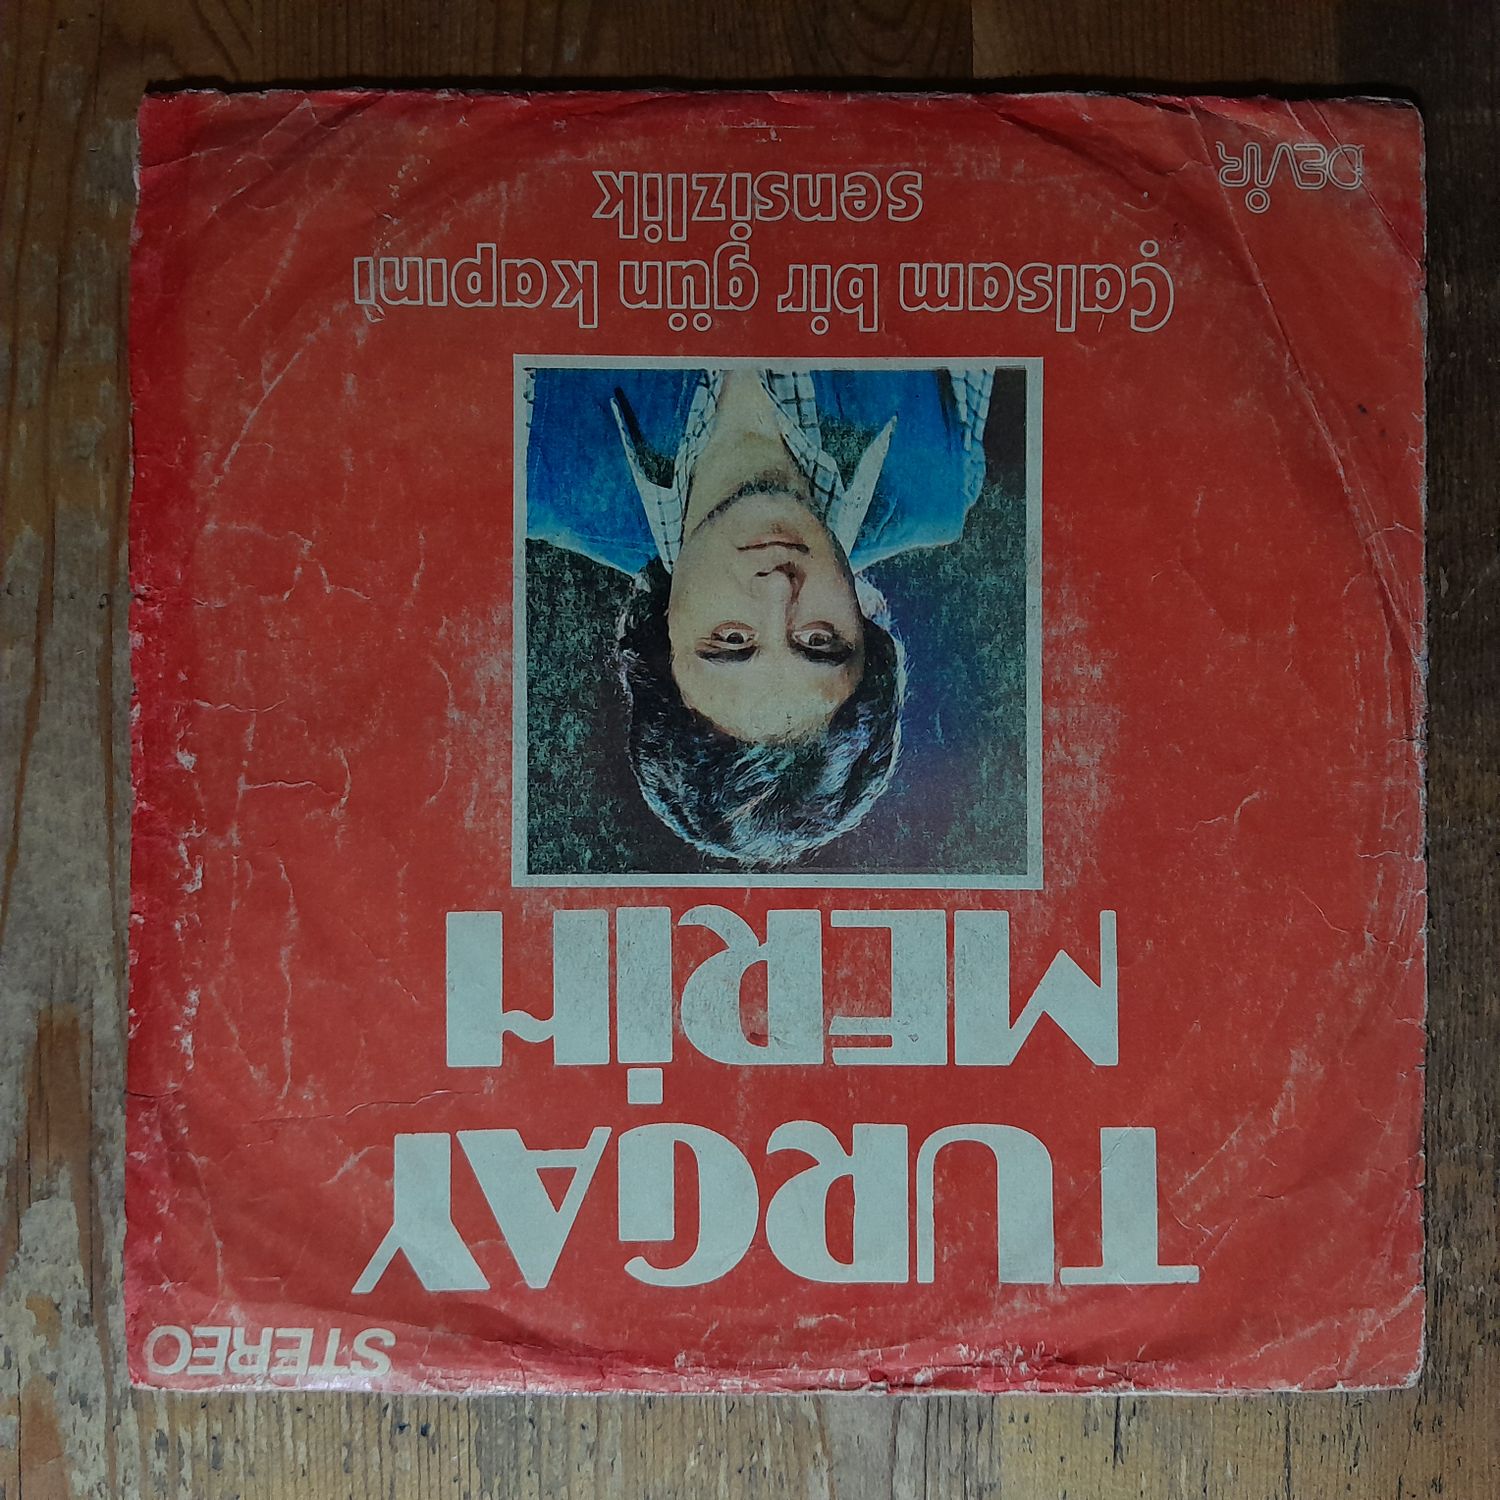 STEREO
TURGAY
MERİH
Çalsam bir gün kapını
sensizlik
DEVİR